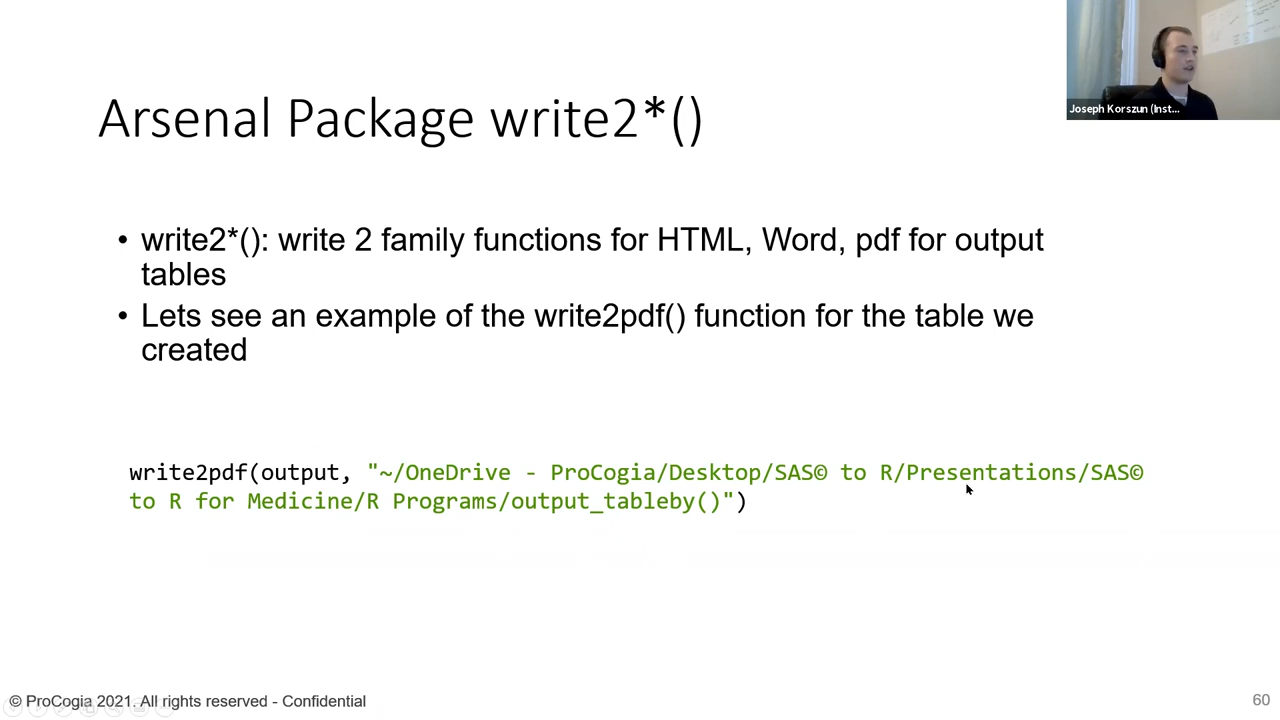 Joseph Korszun (Inst...
Arsenal Package write2*()
• write2*(): write 2 family functions for HTML, Word, pdf for output
tables
• Lets see an example of the write2pdf() function for the table we
created
write2pdf(output, "~/OneDrive - ProCogia/Desktop/SAS© to R/Presentations/SAS©
to R for Medicine/R Programs/output_tableby()")
© ProCogia 2021. All rights reserved - Confidential
60